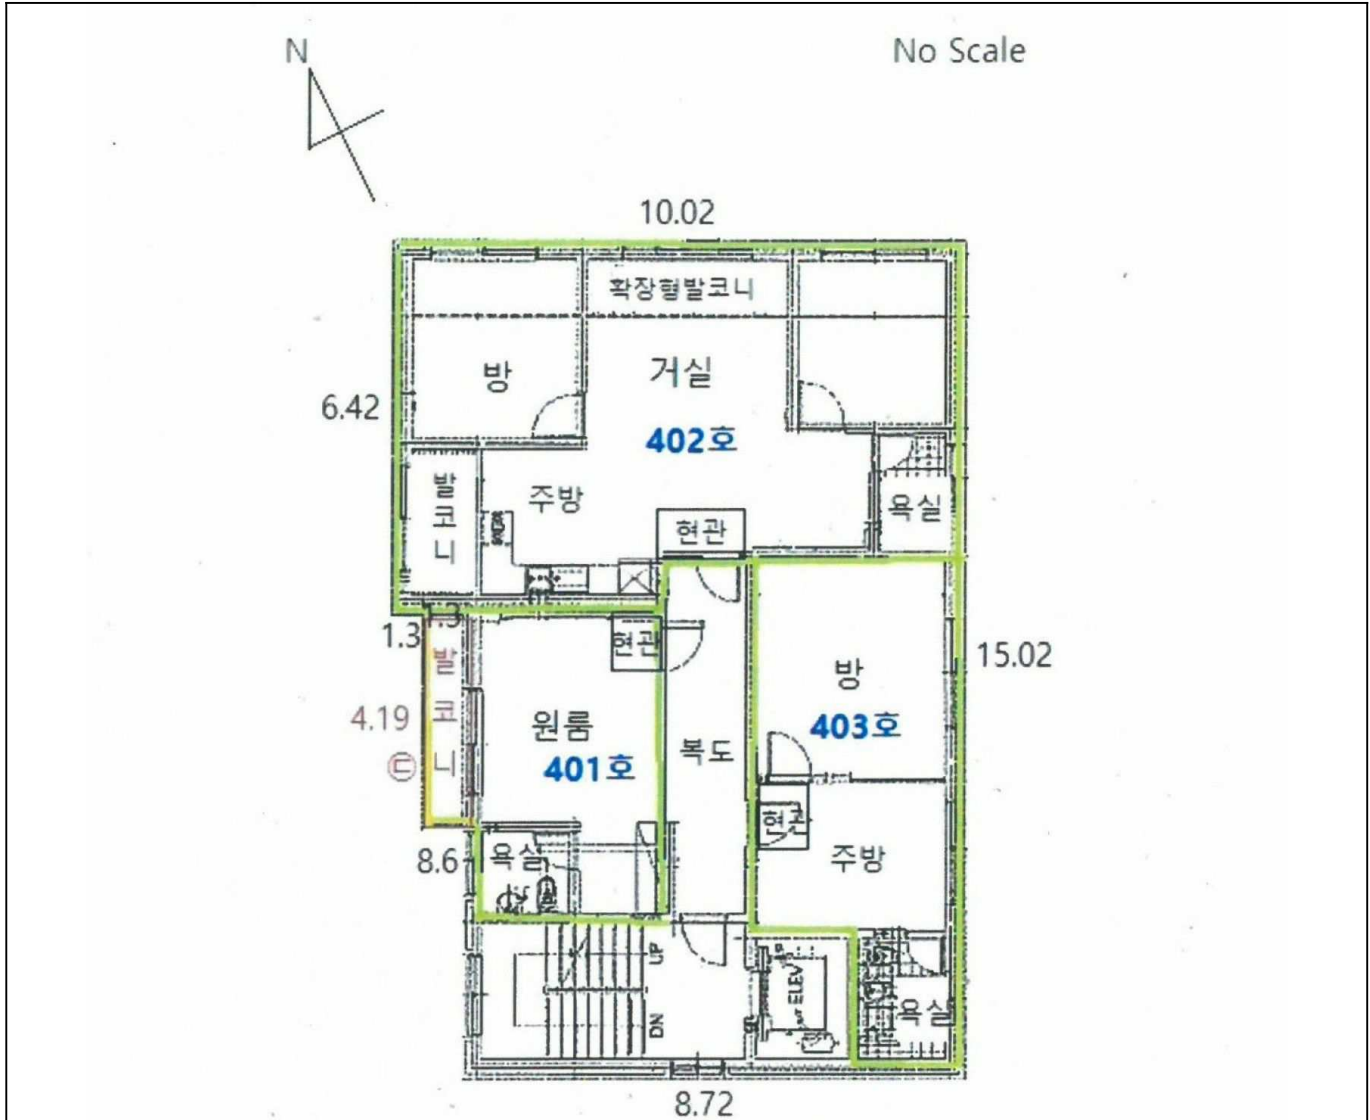 N
No Scale
10.02
확장형발코니
방
거실
6.42
402호
발코니
주방
욕실
현관
1.3
1.3
발코니
현관
방
15.02
4.19
원룸
403호
복도
401호
㉢
현관
주방
8.6
욕실
UP
ELEV
욕실
DN
8.72